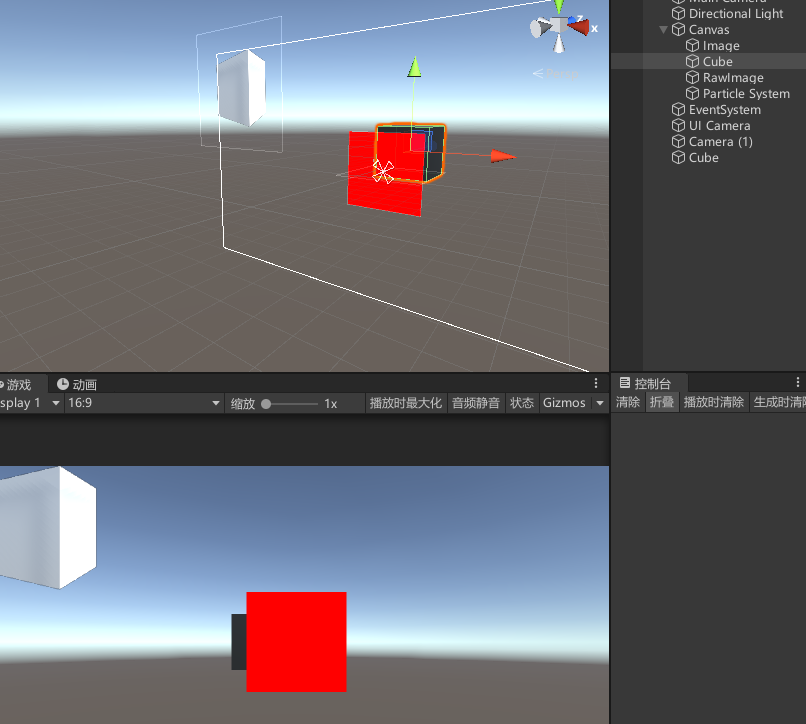 Directional Light
Canvas
Image
Cube
RawImage
Particle System
EventSystem
UI Camera
Camera (1)
Cube
x
游戏
动画
控制台
splay 1
16:9
缩放
1x
播放时最大化
音频静音
状态
Gizmos
清除
折叠
播放时清除
生成时清除